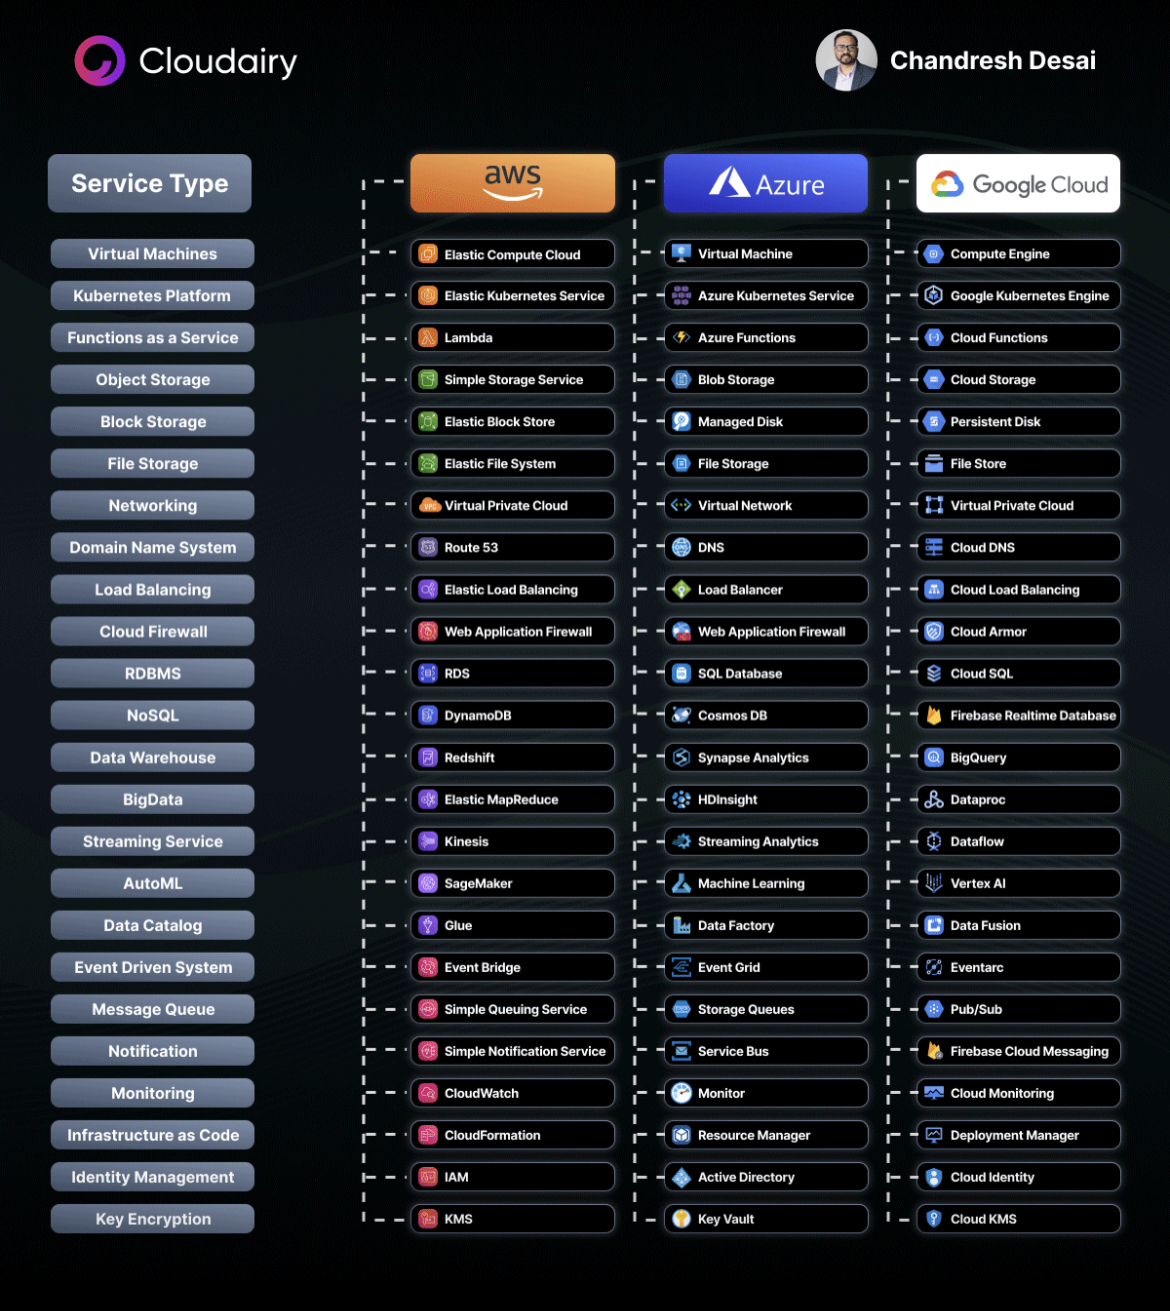 Cloudairy
Chandresh Desai
Service Type
aws
Azure
Google Cloud
Virtual Machines
Elastic Compute Cloud
Virtual Machine
Compute Engine
Kubernetes Platform
Elastic Kubernetes Service
Azure Kubernetes Service
Google Kubernetes Engine
Functions as a Service
Lambda
Azure Functions
Cloud Functions
Object Storage
Simple Storage Service
Blob Storage
Cloud Storage
Block Storage
Elastic Block Store
Managed Disk
Persistent Disk
File Storage
Elastic File System
File Storage
File Store
Networking
VPC
Virtual Private Cloud
Virtual Network
Virtual Private Cloud
Domain Name System
Route 53
DNS
DNS
Cloud DNS
Load Balancing
Elastic Load Balancing
Load Balancer
Cloud Load Balancing
Cloud Firewall
Web Application Firewall
Web Application Firewall
Cloud Armor
RDBMS
RDS
SQL Database
Cloud SQL
NoSQL
DynamoDB
Cosmos DB
Firebase Realtime Database
Data Warehouse
Redshift
Synapse Analytics
BigQuery
BigData
Elastic MapReduce
HDInsight
Dataproc
Streaming Service
Kinesis
Streaming Analytics
Dataflow
AutoML
SageMaker
Machine Learning
Vertex AI
Data Catalog
Glue
Data Factory
Data Fusion
Event Driven System
Event Bridge
Event Grid
Eventarc
Message Queue
Simple Queuing Service
Storage Queues
Pub/Sub
Notification
Simple Notification Service
Service Bus
Firebase Cloud Messaging
Monitoring
CloudWatch
Monitor
Cloud Monitoring
Infrastructure as Code
CloudFormation
Resource Manager
Deployment Manager
Identity Management
IAM
Active Directory
Cloud Identity
Key Encryption
KMS
Key Vault
Cloud KMS